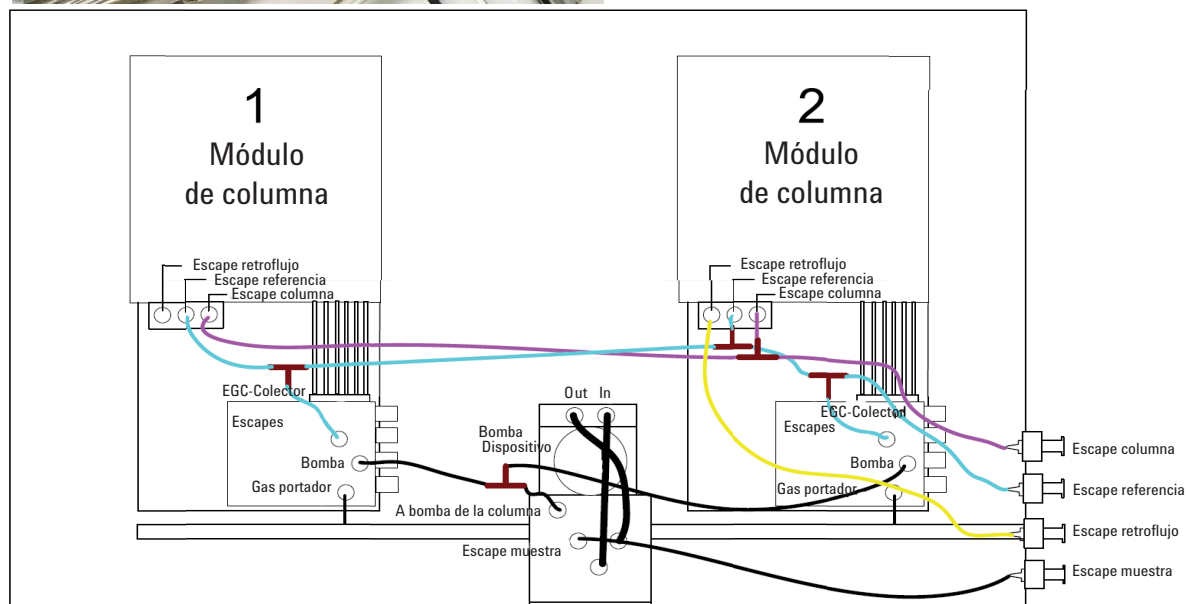 1
Módulo
de columna
2
Módulo
de columna
Escape retroflujo
Escape referencia
Escape columna
Escape retroflujo
Escape referencia
Escape columna
EGC-Colector
Escapes
Bomba
Gas portador
Out In
Bomba
Dispositivo
A bomba de la columna
Escape muestra
EGC-Colector
Escapes
Bomba
Gas portador
Escape columna
Escape referencia
Escape retroflujo
Escape muestra